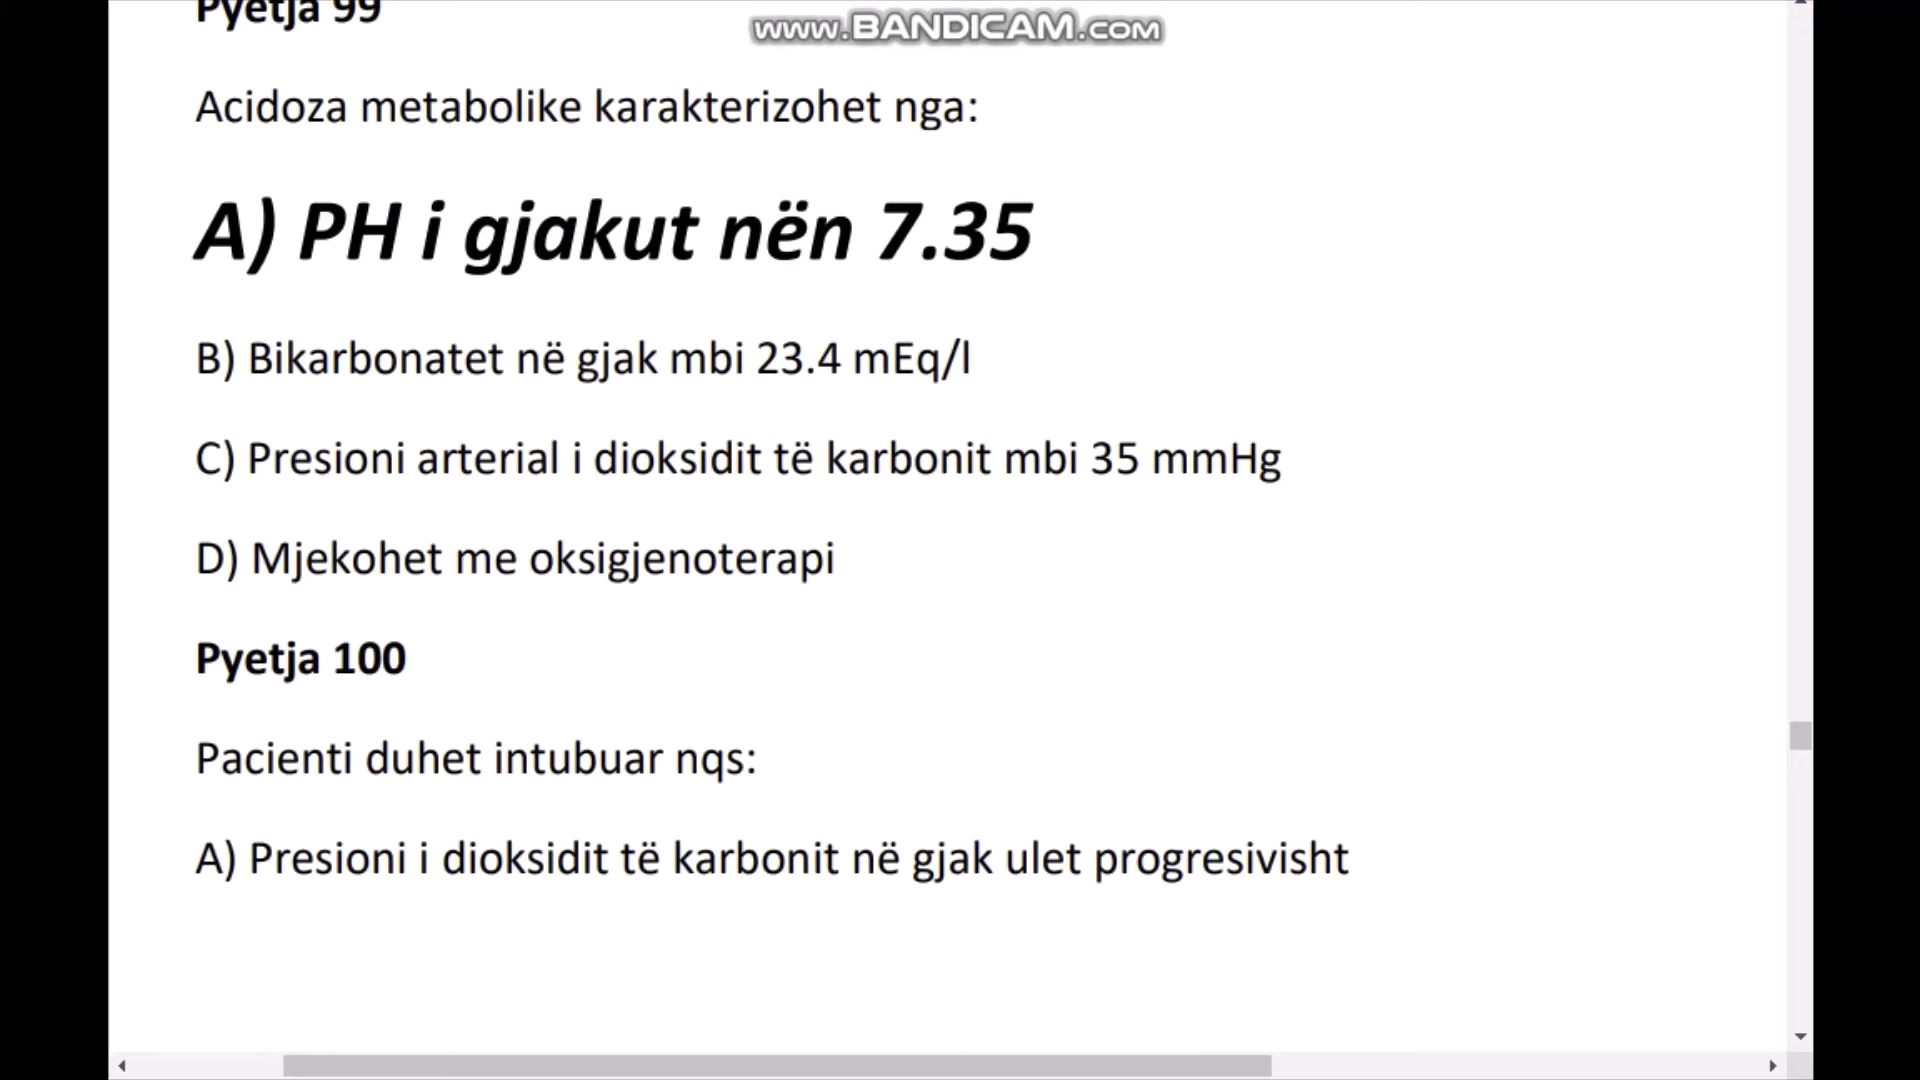 Pyetja 99
www.BANDICAM.com
Acidoza metabolike karakterizohet nga:
A) PH i gjakut nën 7.35
B) Bikarbonatet në gjak mbi 23.4 mEq/l
C) Presioni arterial i dioksidit të karbonit mbi 35 mmHg
D) Mjekohet me oksigjenoterapi
Pyetja 100
Pacienti duhet intubuar nqs:
A) Presioni i dioksidit të karbonit në gjak ulet progresivisht